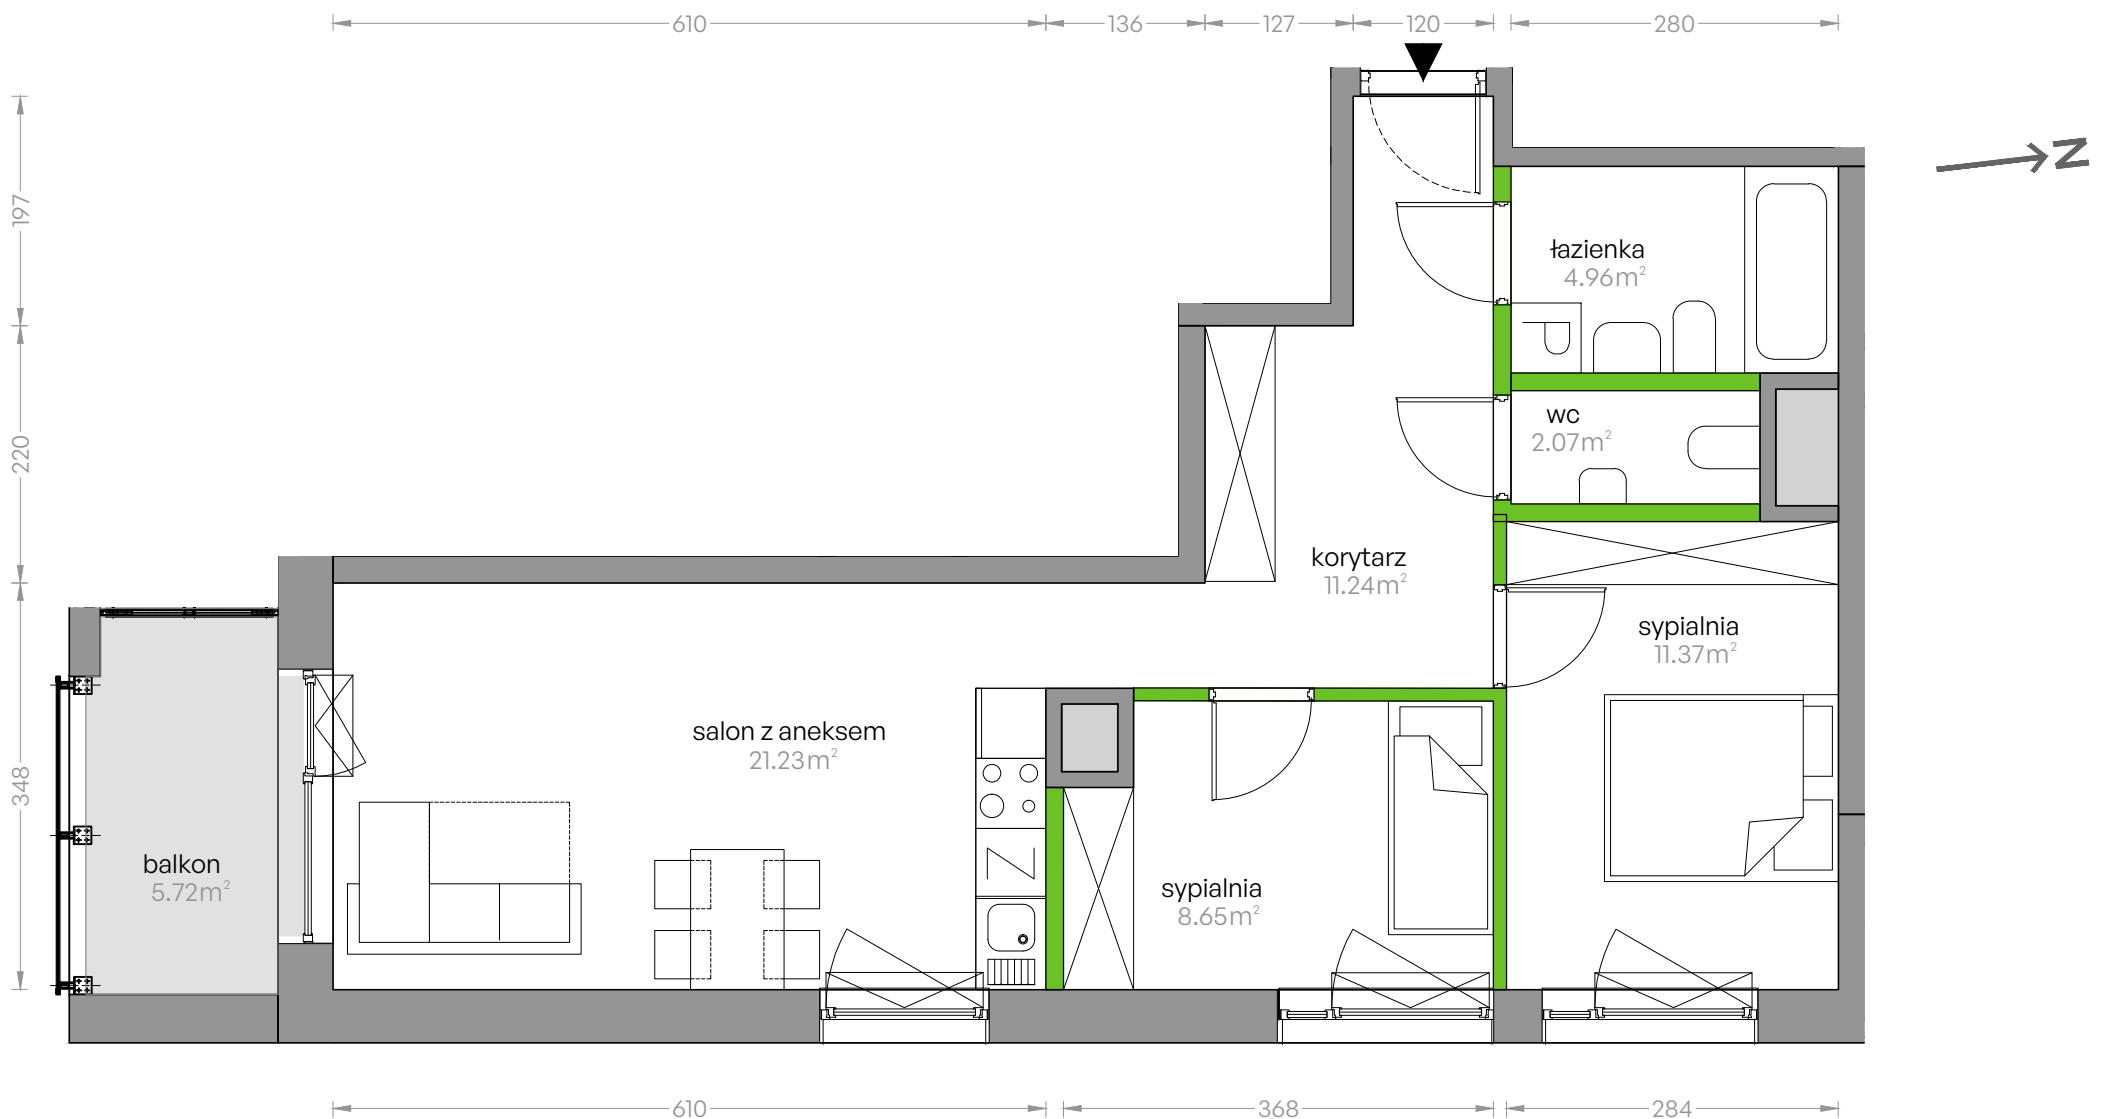 610
136
127
120
280
197
N
łazienka
4.96m²
220
wc
2.07m²
korytarz
11.24m²
sypialnia
11.37m²
348
salon z aneksem
21.23m²
balkon
5.72m²
sypialnia
8.65m²
610
368
284